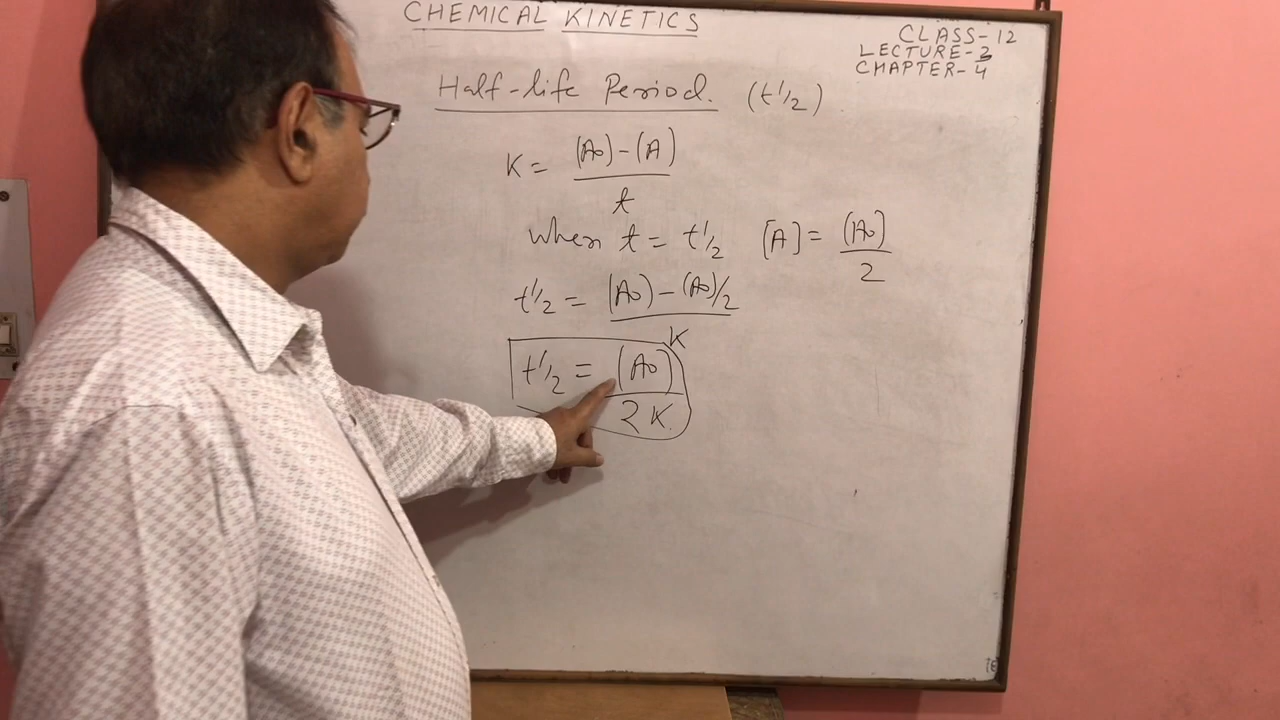 CHEMICAL KINETICS
CLASS-12
LECTURE-3
CHAPTER-4
Half-life Period. (t1/2)
K = (A0)-(A)
t
when t = t1/2 [A] = (A0)
2
t1/2 = (A0)-(A0)/2
K
t1/2 = (A0)
2K.